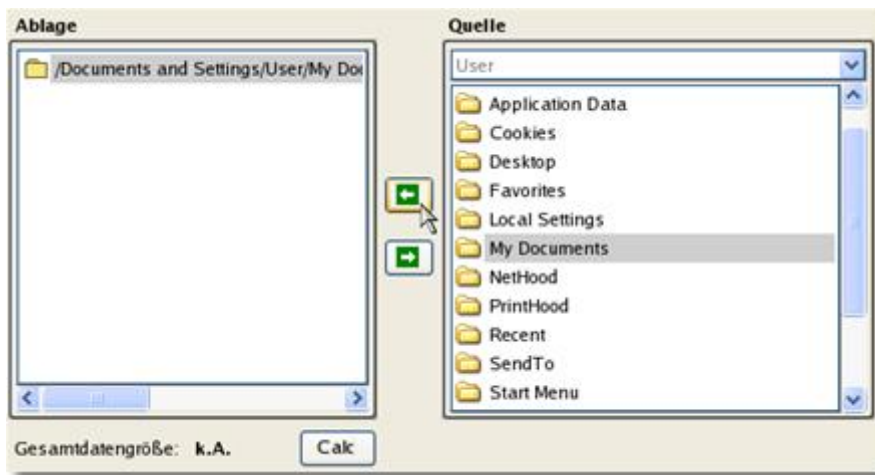 Ablage
/Documents and Settings/User/My Do
Gesamtdatengröße: k.A.
Calc
Quelle
User
Application Data
Cookies
Desktop
Favorites
Local Settings
My Documents
NetHood
PrintHood
Recent
SendTo
Start Menu